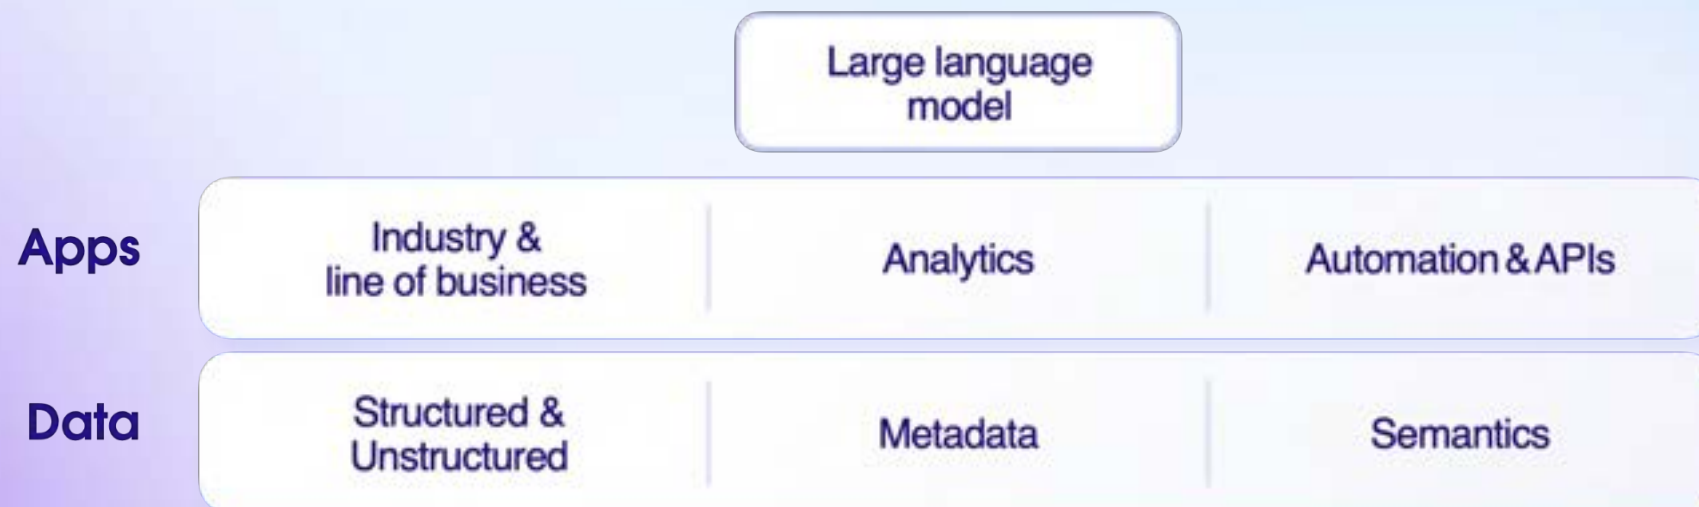 Large language
model
Apps
Industry &
line of business
Analytics
Automation & APIs
Data
Structured &
Unstructured
Metadata
Semantics